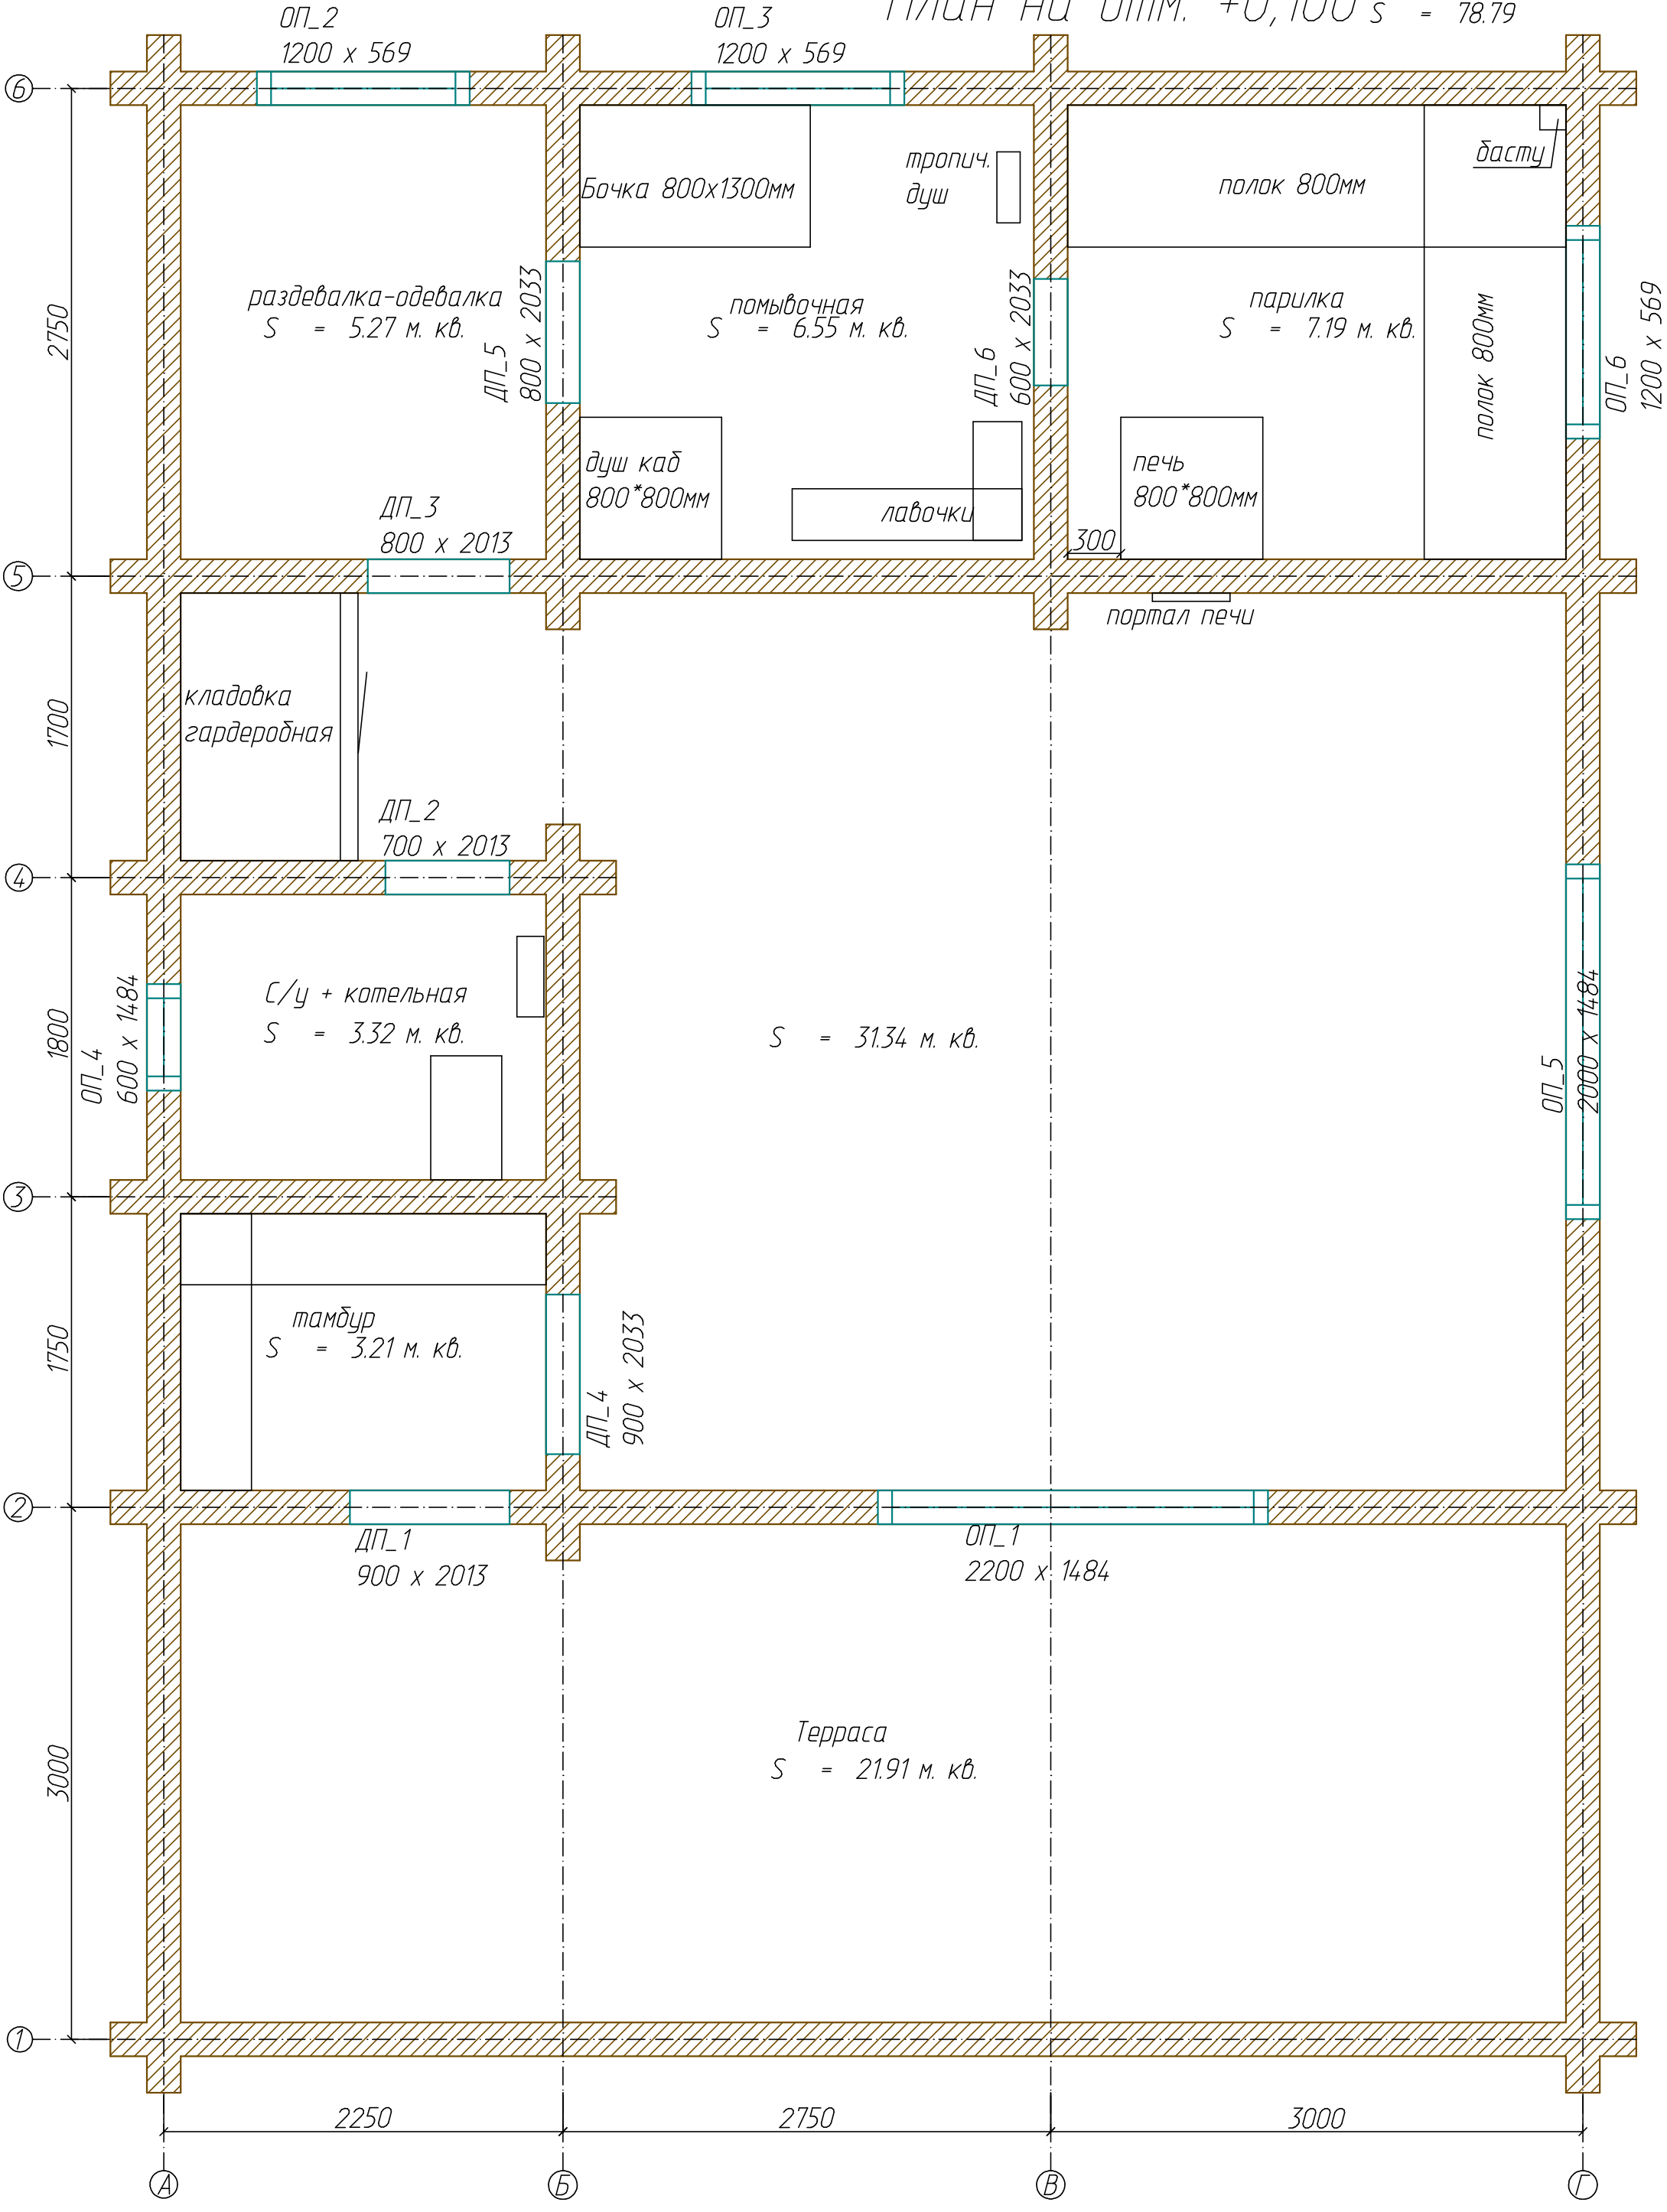 План на отм. +0,100 S = 78.79
ОП_2
1200 x 569
ОП_3
1200 x 569
6
Бочка 800x1300мм
тропич.
душ
полок 800мм
басту
раздевалка-одевалка
S = 5.27 м. кв.
ДП_5
800 x 2033
помывочная
S = 6.55 м. кв.
ДП_6
600 x 2033
парилка
S = 7.19 м. кв.
полок 800мм
ОП_6
1200 x 569
2750
душ каб
800*800мм
лавочки
печь
800*800мм
300
ДП_3
800 x 2013
5
портал печи
кладовка
гардеробная
1700
ДП_2
700 x 2013
4
С/у + котельная
S = 3.32 м. кв.
ОП_4
600 x 1484
1800
S = 31.34 м. кв.
ОП_5
2000 x 1484
3
тамбур
S = 3.21 м. кв.
1750
ДП_4
900 x 2033
2
ДП_1
900 x 2013
ОП_1
2200 x 1484
Терраса
S = 21.91 м. кв.
3000
1
2250
2750
3000
А
Б
В
Г